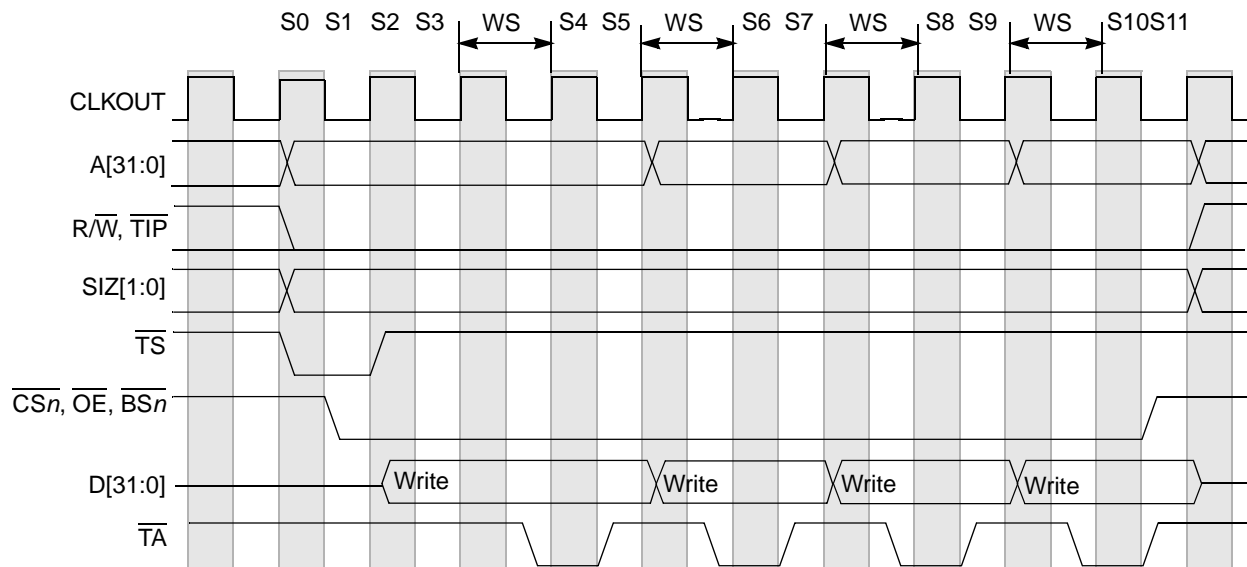 S0 S1 S2 S3 WS S4 S5 WS S6 S7 WS S8 S9 WS S10S11
CLKOUT
A[31:0]
R/W, TIP
SIZ[1:0]
TS
CSn, OE, BSn
D[31:0] Write Write Write Write
TA